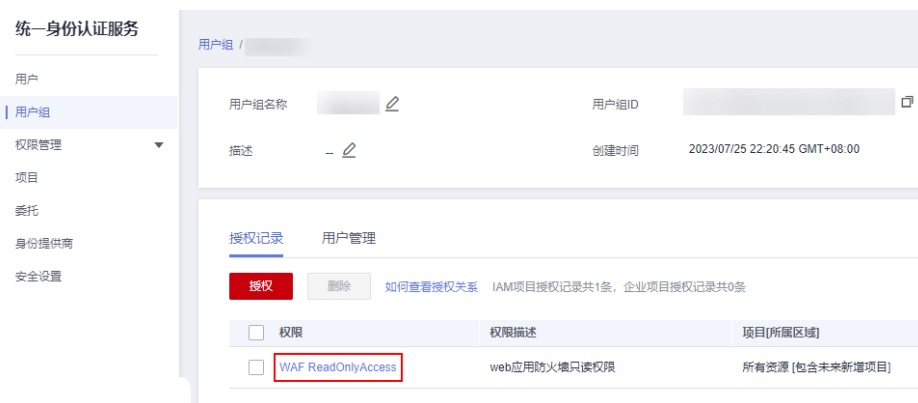 统一身份认证服务
用户
用户组
权限管理
项目
委托
身份提供商
安全设置
用户组 /
用户组名称
用户组ID
描述 --
创建时间 2023/07/25 22:20:45 GMT+08:00
授权记录 用户管理
授权 删除 如何查看授权关系 IAM项目授权记录共1条，企业项目授权记录共0条
权限 权限描述 项目[所属区域]
WAF ReadOnlyAccess web应用防火墙只读权限 所有资源 [包含未来新增项目]